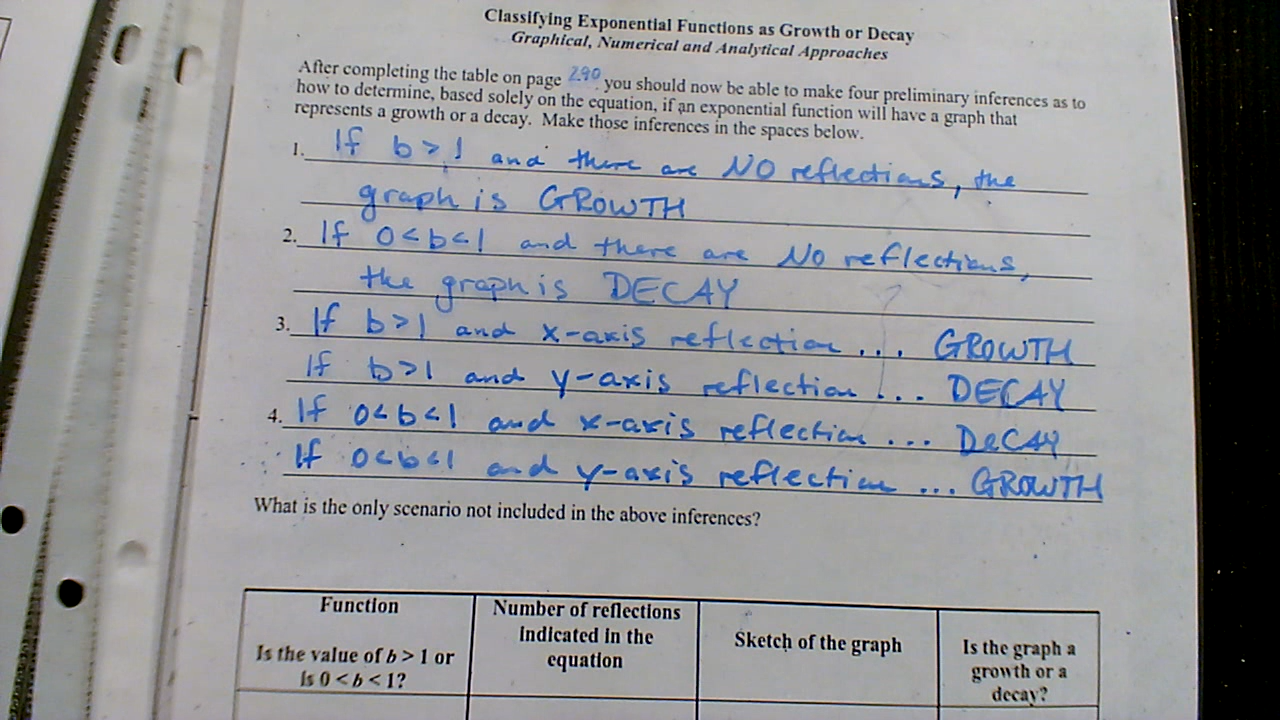 Classifying Exponential Functions as Growth or Decay
Graphical, Numerical and Analytical Approaches
After completing the table on page 290 you should now be able to make four preliminary inferences as to
how to determine, based solely on the equation, if an exponential function will have a graph that
represents a growth or a decay. Make those inferences in the spaces below.
1. If b > 1 and there are NO reflections, the
graph is GROWTH
2. If 0 < b < 1 and there are NO reflections,
the graph is DECAY
3. If b > 1 and x-axis reflection ... GROWTH
If b > 1 and y-axis reflection ... DECAY
4. If 0 < b < 1 and x-axis reflection ... DeCAY
If 0 < b < 1 and y-axis reflection ... GROWTH
What is the only scenario not included in the above inferences?
Function
Is the value of b > 1 or
is 0 < b < 1?
Number of reflections
indicated in the
equation
Sketch of the graph
Is the graph a
growth or a
decay?